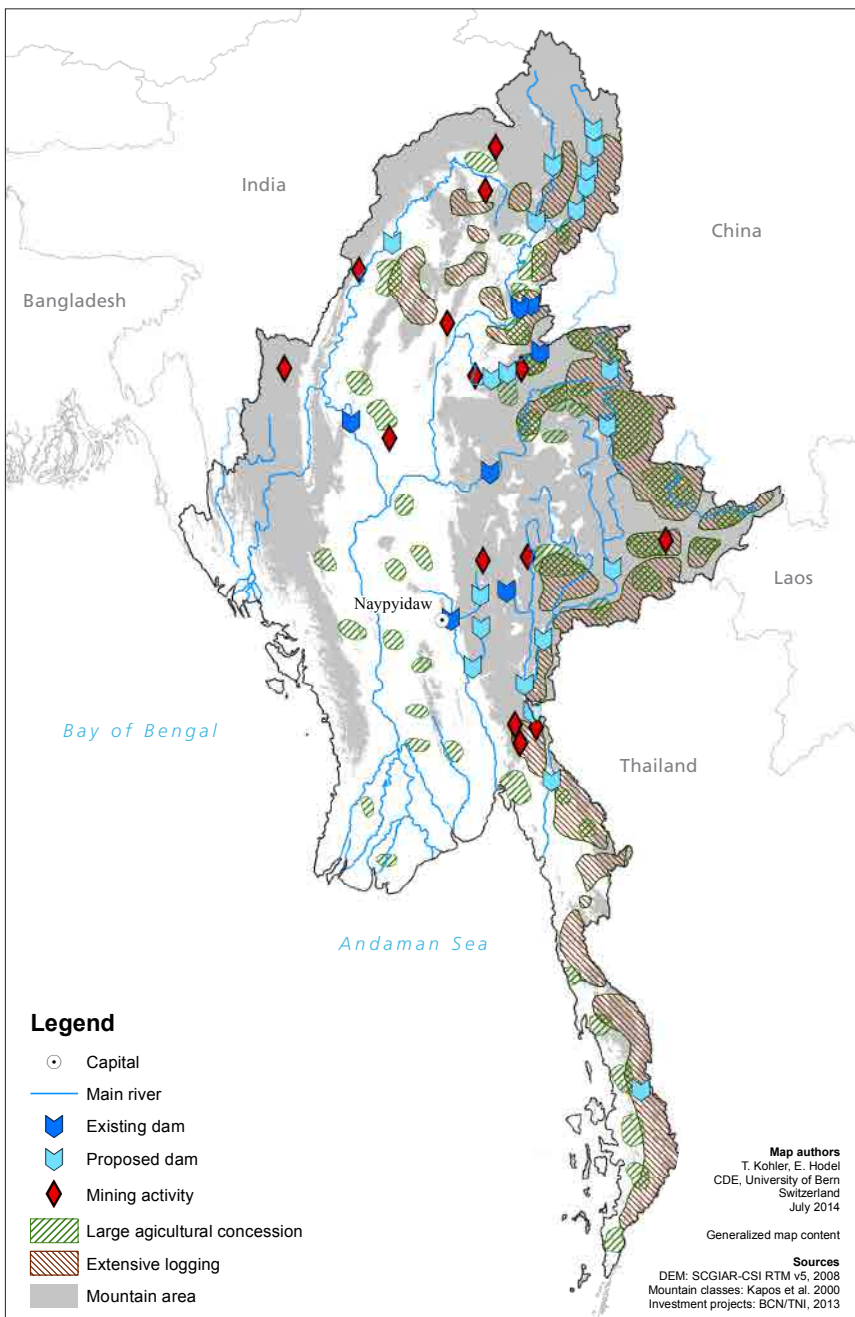 India
China
Bangladesh
Laos
Naypyidaw
Bay of Bengal
Thailand
Andaman Sea
Legend
Capital
Main river
Existing dam
Proposed dam
Mining activity
Large agicultural concession
Extensive logging
Mountain area
Map authors
T. Kohler, E. Hodel
CDE, University of Bern
Switzerland
July 2014
Generalized map content
Sources
DEM: SCGIAR-CSI RTM v5, 2008
Mountain classes: Kapos et al. 2000
Investment projects: BCN/TNI, 2013